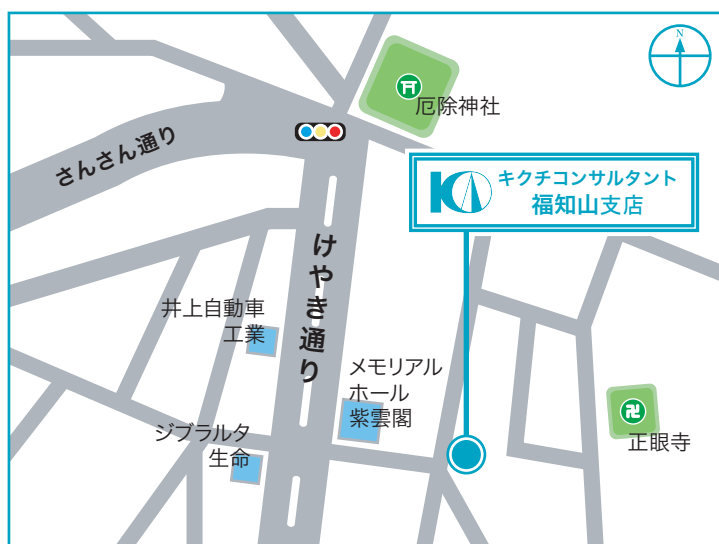 N
厄除神社
さんさん通り
キクチコンサルタント
福知山支店
けやき通り
井上自動車
工業
メモリアル
ホール
紫雲閣
ジブラルタ
生命
正眼寺